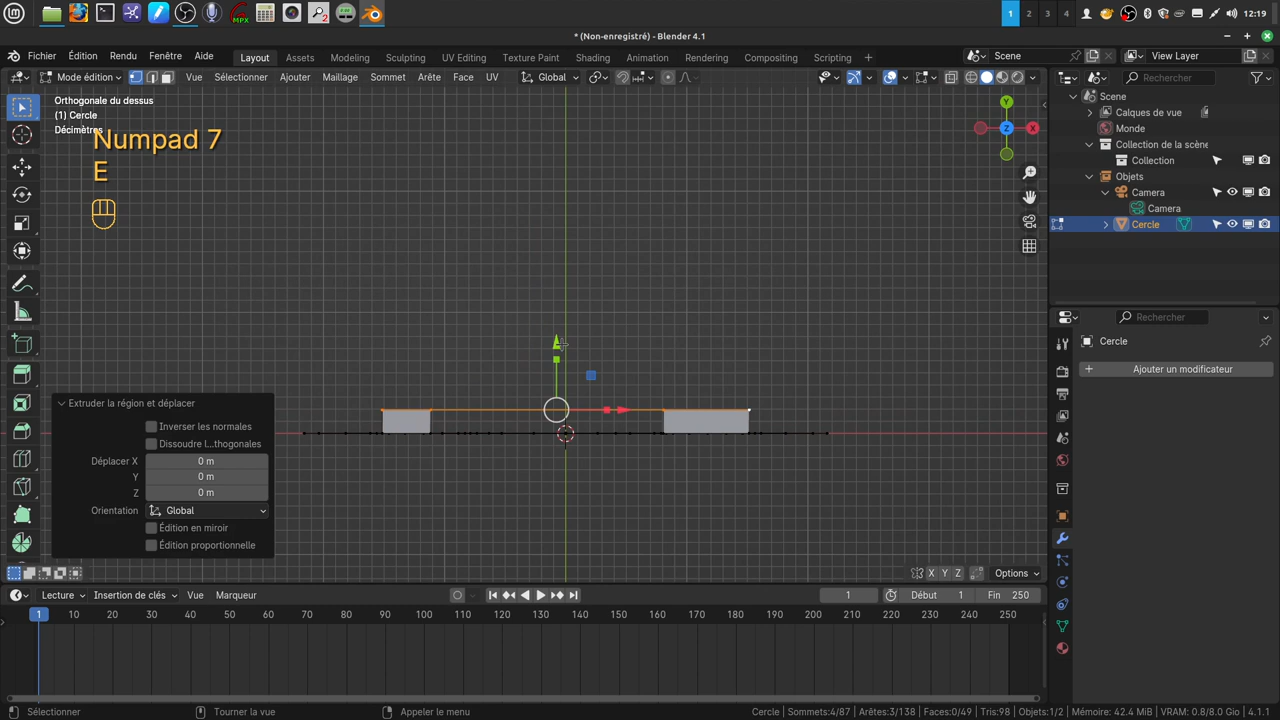 12:19
* (Non-enregistré) - Blender 4.1
Fichier Édition Rendu Fenêtre Aide
Layout Assets Modeling Sculpting UV Editing Texture Paint Shading Animation Rendering Compositing Scripting +
Scene
View Layer
Mode édition
Vue Sélectionner Ajouter Maillage Sommet Arête Face UV
Global
Rechercher
Orthogonale du dessus
(1) Cercle
Décimètres
Numpad 7
E
Y
Z
X
Scene
Calques de vue
Monde
Collection de la scène
Collection
Objets
Camera
Camera
Cercle
Rechercher
Cercle
Ajouter un modificateur
Extruder la région et déplacer
Inverser les normales
Dissoudre l...thogonales
Déplacer X 0 m
Y 0 m
Z 0 m
Orientation Global
Édition en miroir
Édition proportionnelle
X Y Z Options
Lecture Insertion de clés Vue Marqueur
1 Début 1 Fin 250
1 10 20 30 40 50 60 70 80 90 100 110 120 130 140 150 160 170 180 190 200 210 220 230 240 250
Sélectionner Tourner la vue Appeler le menu
Cercle | Sommets:4/87 | Arêtes:3/138 | Faces:0/49 | Tris:98 | Objets:1/2 | Mémoire: 42.4 MiB | VRAM: 0.8/8.0 Gio | 4.1.1